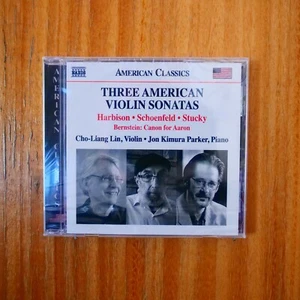 NAXOS
AMERICAN CLASSICS
THREE AMERICAN
VIOLIN SONATAS
Harbison • Schoenfeld • Stucky
Bernstein: Canon for Aaron
Cho-Liang Lin, Violin • Jon Kimura Parker, Piano